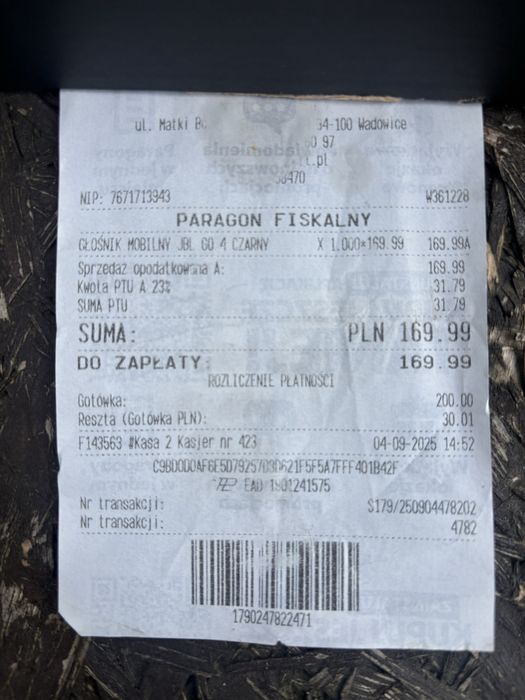 ul. Matki 34-100 Wadowice
97
.pl
NIP: 7671713943 W361228
PARAGON FISKALNY
GŁOŚNIK MOBILNY JBL GO 4 CZARNY X 1.000*169.99 169.99A
Sprzedaż opodatkowana A: 169.99
Kwota PTU A 23% 31.79
SUMA PTU 31.79
SUMA: PLN 169.99
DO ZAPŁATY: 169.99
ROZLICZENIE PŁATNOŚCI
Gotówka: 200.00
Reszta (Gotówka PLN): 30.01
F143563 #Kasa 2 Kasjer nr 423 04-09-2025 14:52
EAD 1901241575
Nr transakcji: S179/250904478202
Nr transakcji: 4782
1790247822471